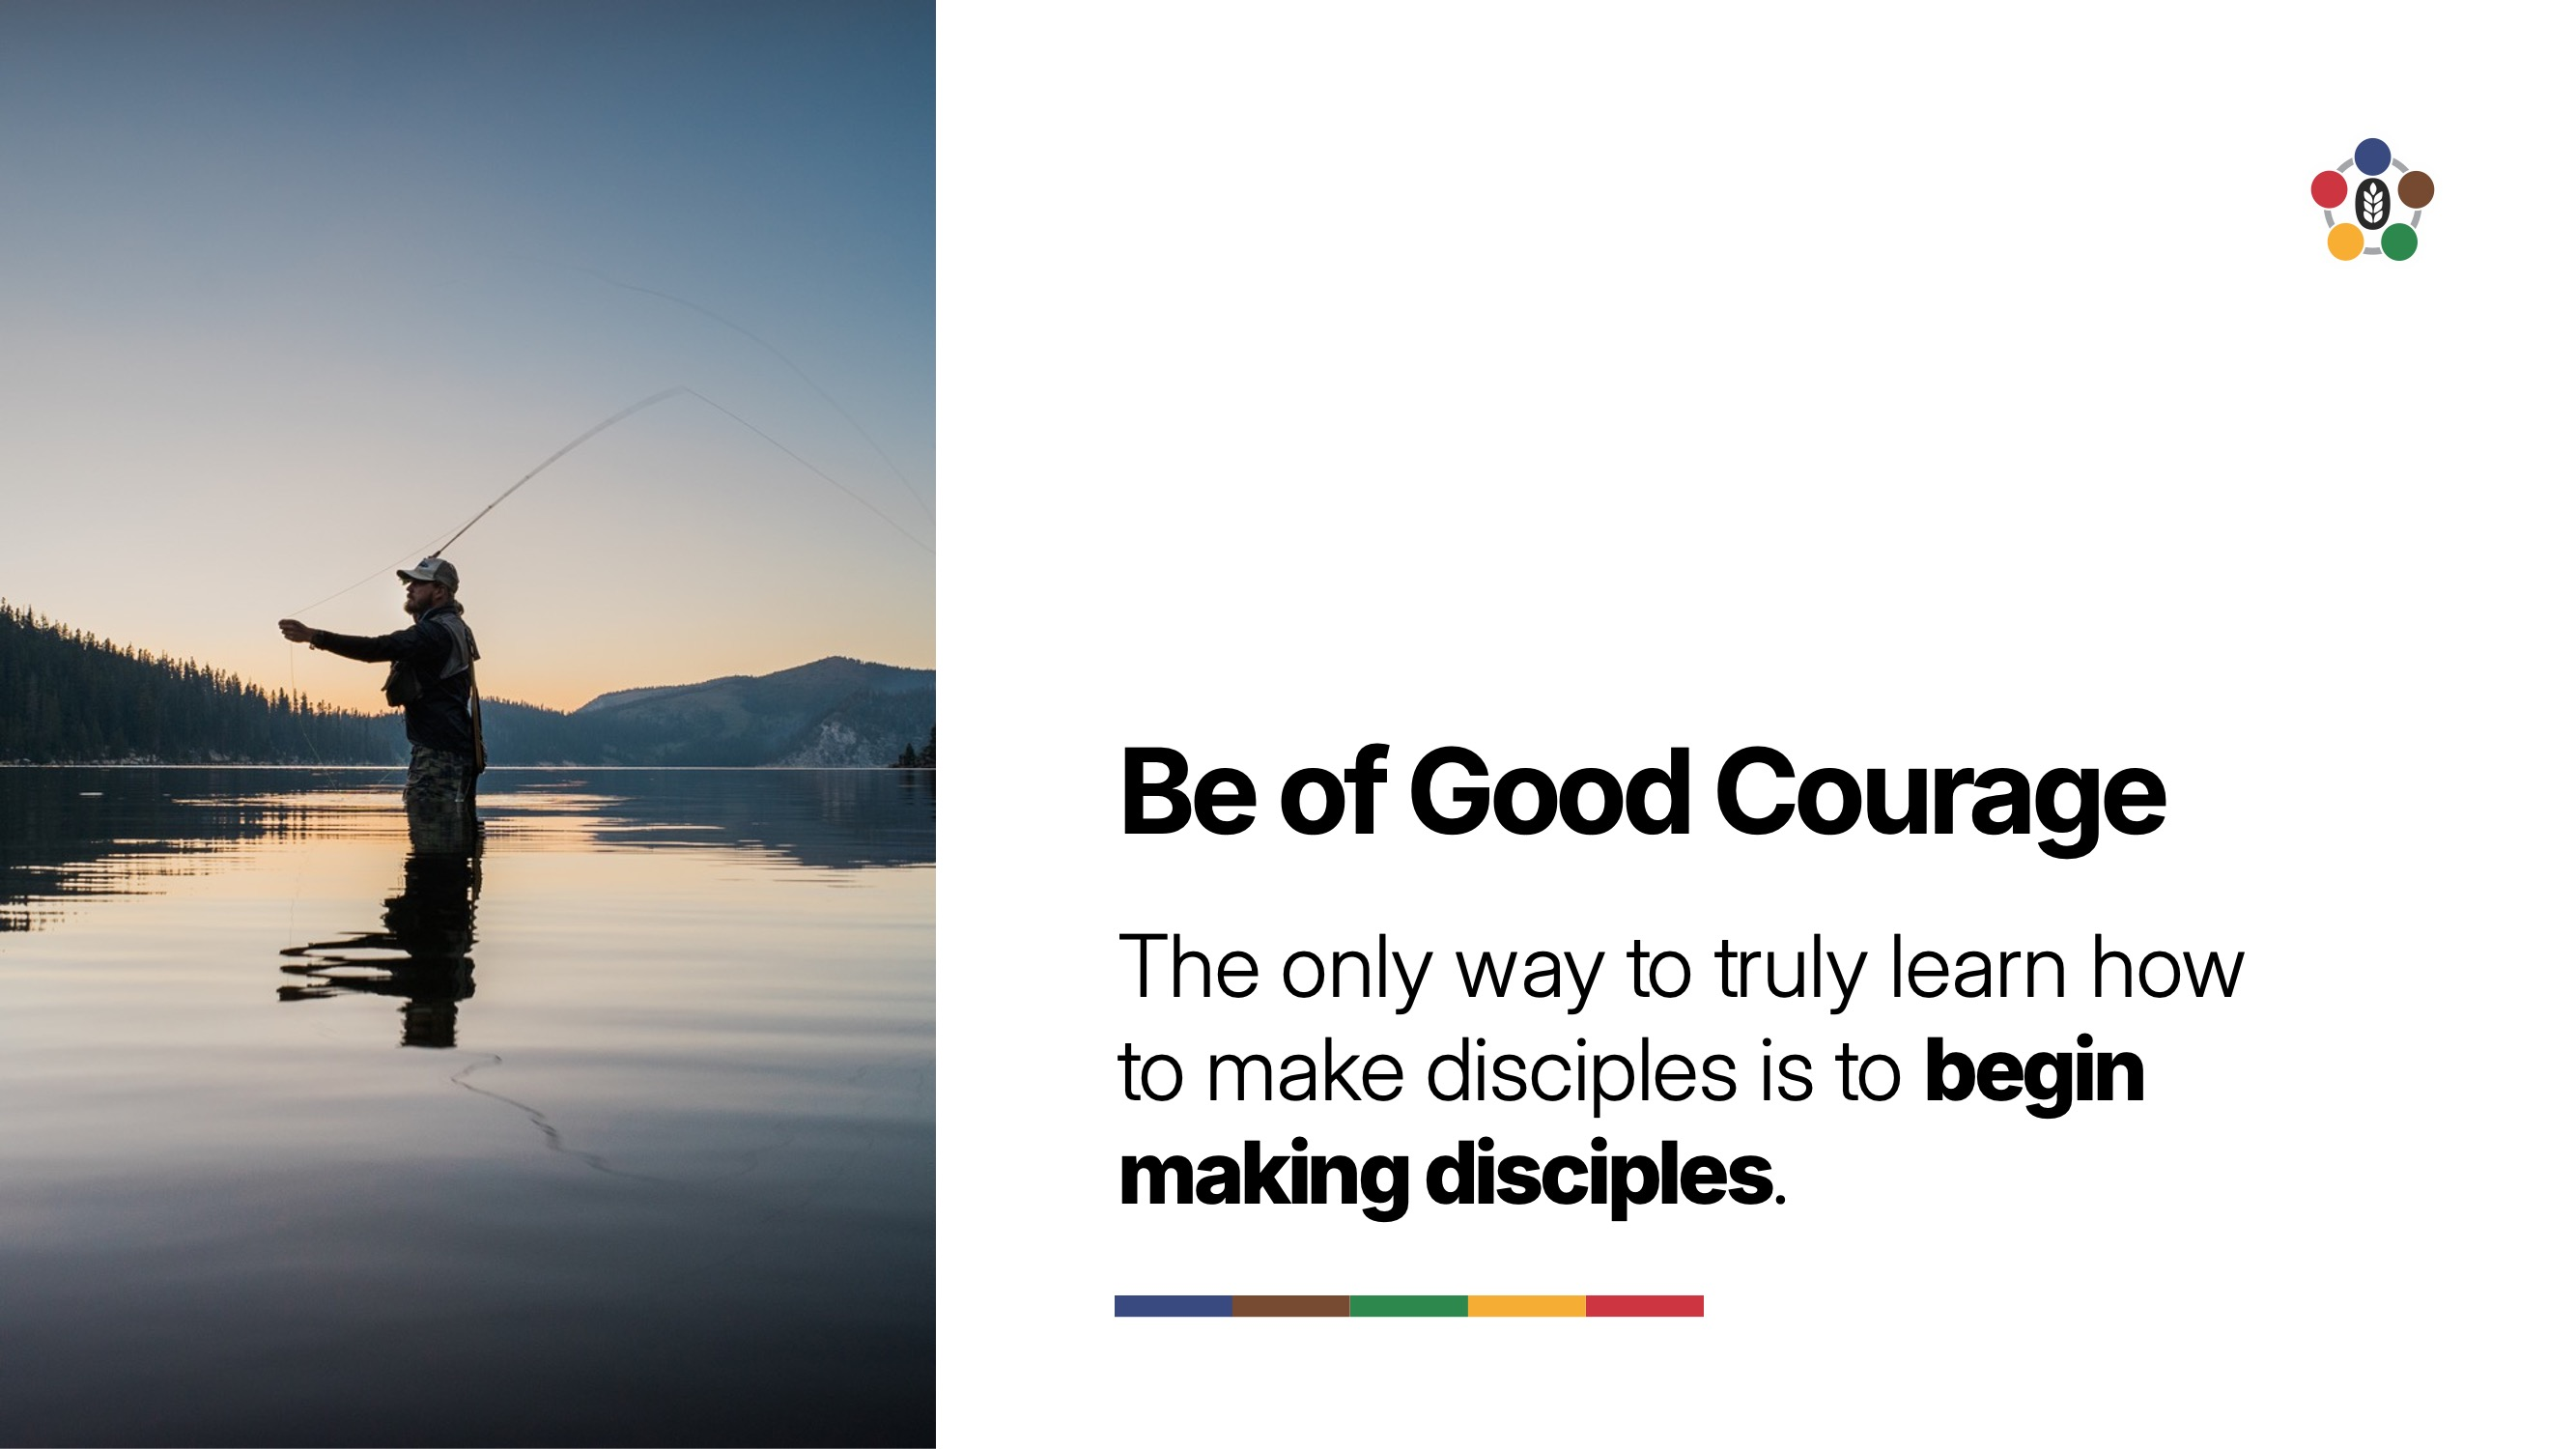 Be of Good Courage
The only way to truly learn how
to make disciples is to begin
making disciples.